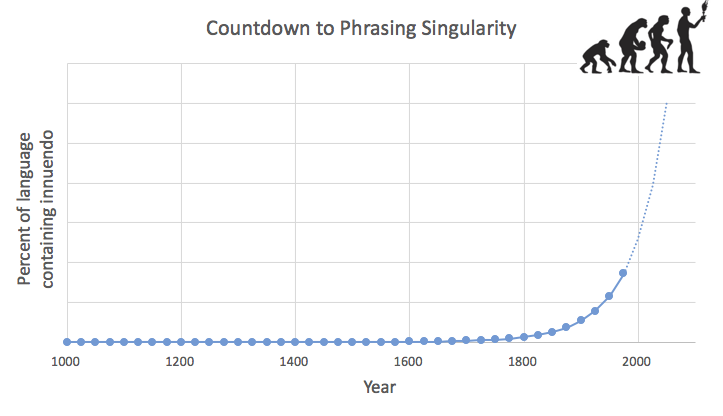 Countdown to Phrasing Singularity
Percent of language
containing innuendo
1000 1200 1400 1600 1800 2000
Year